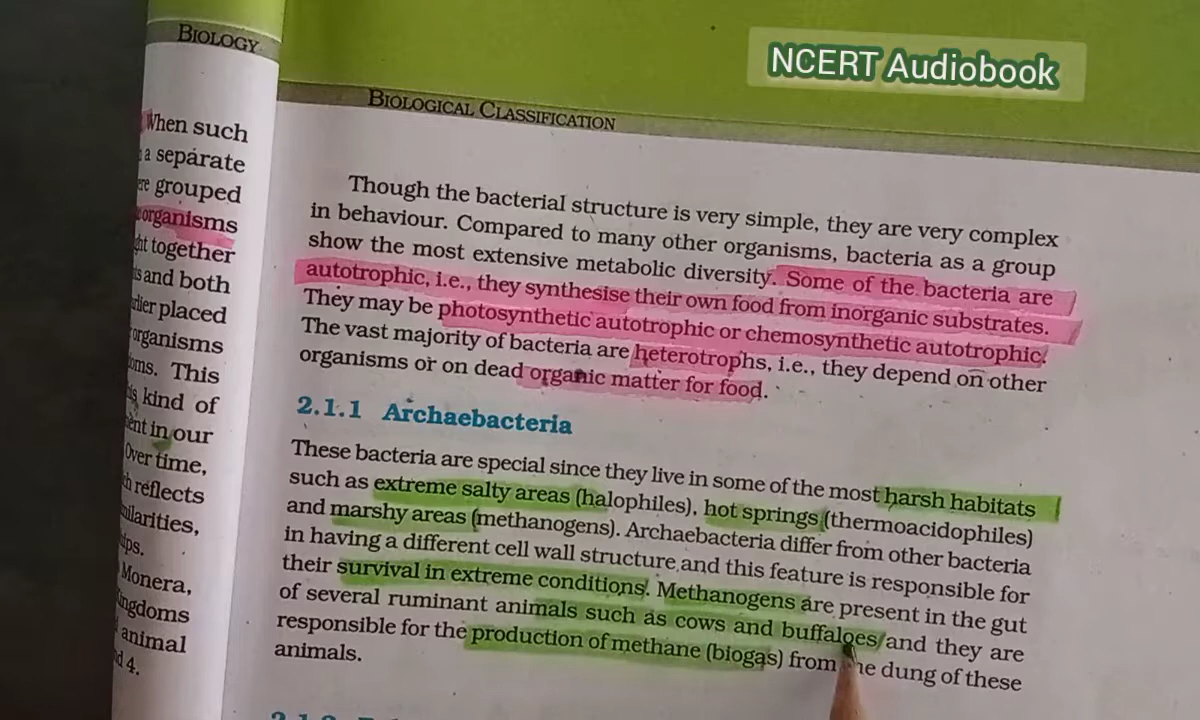 BIOLOGY
When such
a separate
grouped
organisms
together
and both
placed
organisms
This
kind of
in our
Over time,
reflects
Monera,
animal
4.
NCERT Audiobook
BIOLOGICAL CLASSIFICATION
Though the bacterial structure is very simple, they are very complex
in behaviour. Compared to many other organisms, bacteria as a group
show the most extensive metabolic diversity. Some of the bacteria are
autotrophic, i.e., they synthesise their own food from inorganic substrates.
They may be photosynthetic autotrophic or chemosynthetic autotrophic.
The vast majority of bacteria are heterotrophs, i.e., they depend on other
organisms or on dead organic matter for food.
2.1.1 Archaebacteria
These bacteria are special since they live in some of the most harsh habitats
such as extreme salty areas (halophiles), hot springs (thermoacidophiles)
and marshy areas (methanogens). Archaebacteria differ from other bacteria
in having a different cell wall structure and this feature is responsible for
their survival in extreme conditions. Methanogens are present in the gut
of several ruminant animals such as cows and buffaloes and they are
responsible for the production of methane (biogas) from the dung of these
animals.